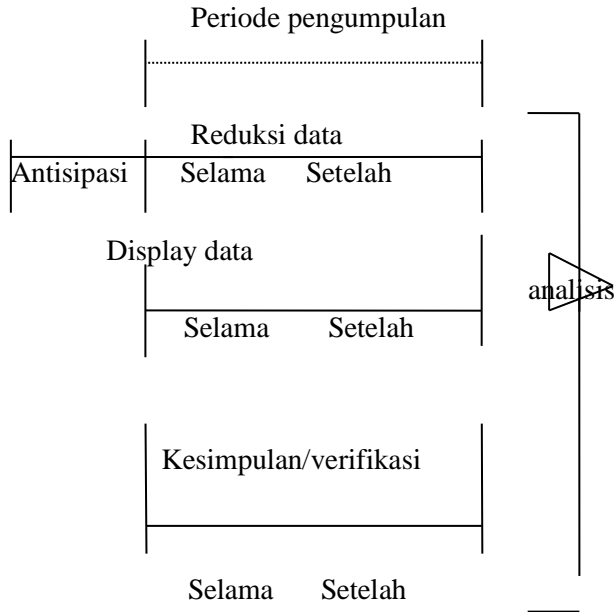 Periode pengumpulan
Reduksi data
Antisipasi Selama Setelah
Display data
analisis
Selama Setelah
Kesimpulan/verifikasi
Selama Setelah